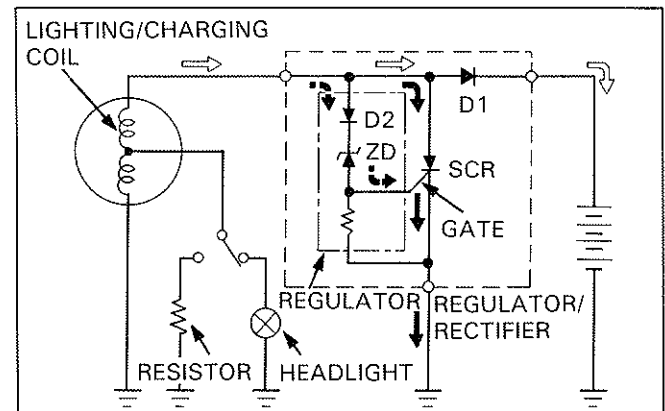 LIGHTING/CHARGING
COIL
D1
D2
ZD
SCR
GATE
REGULATOR
REGULATOR/
RECTIFIER
RESISTOR
HEADLIGHT